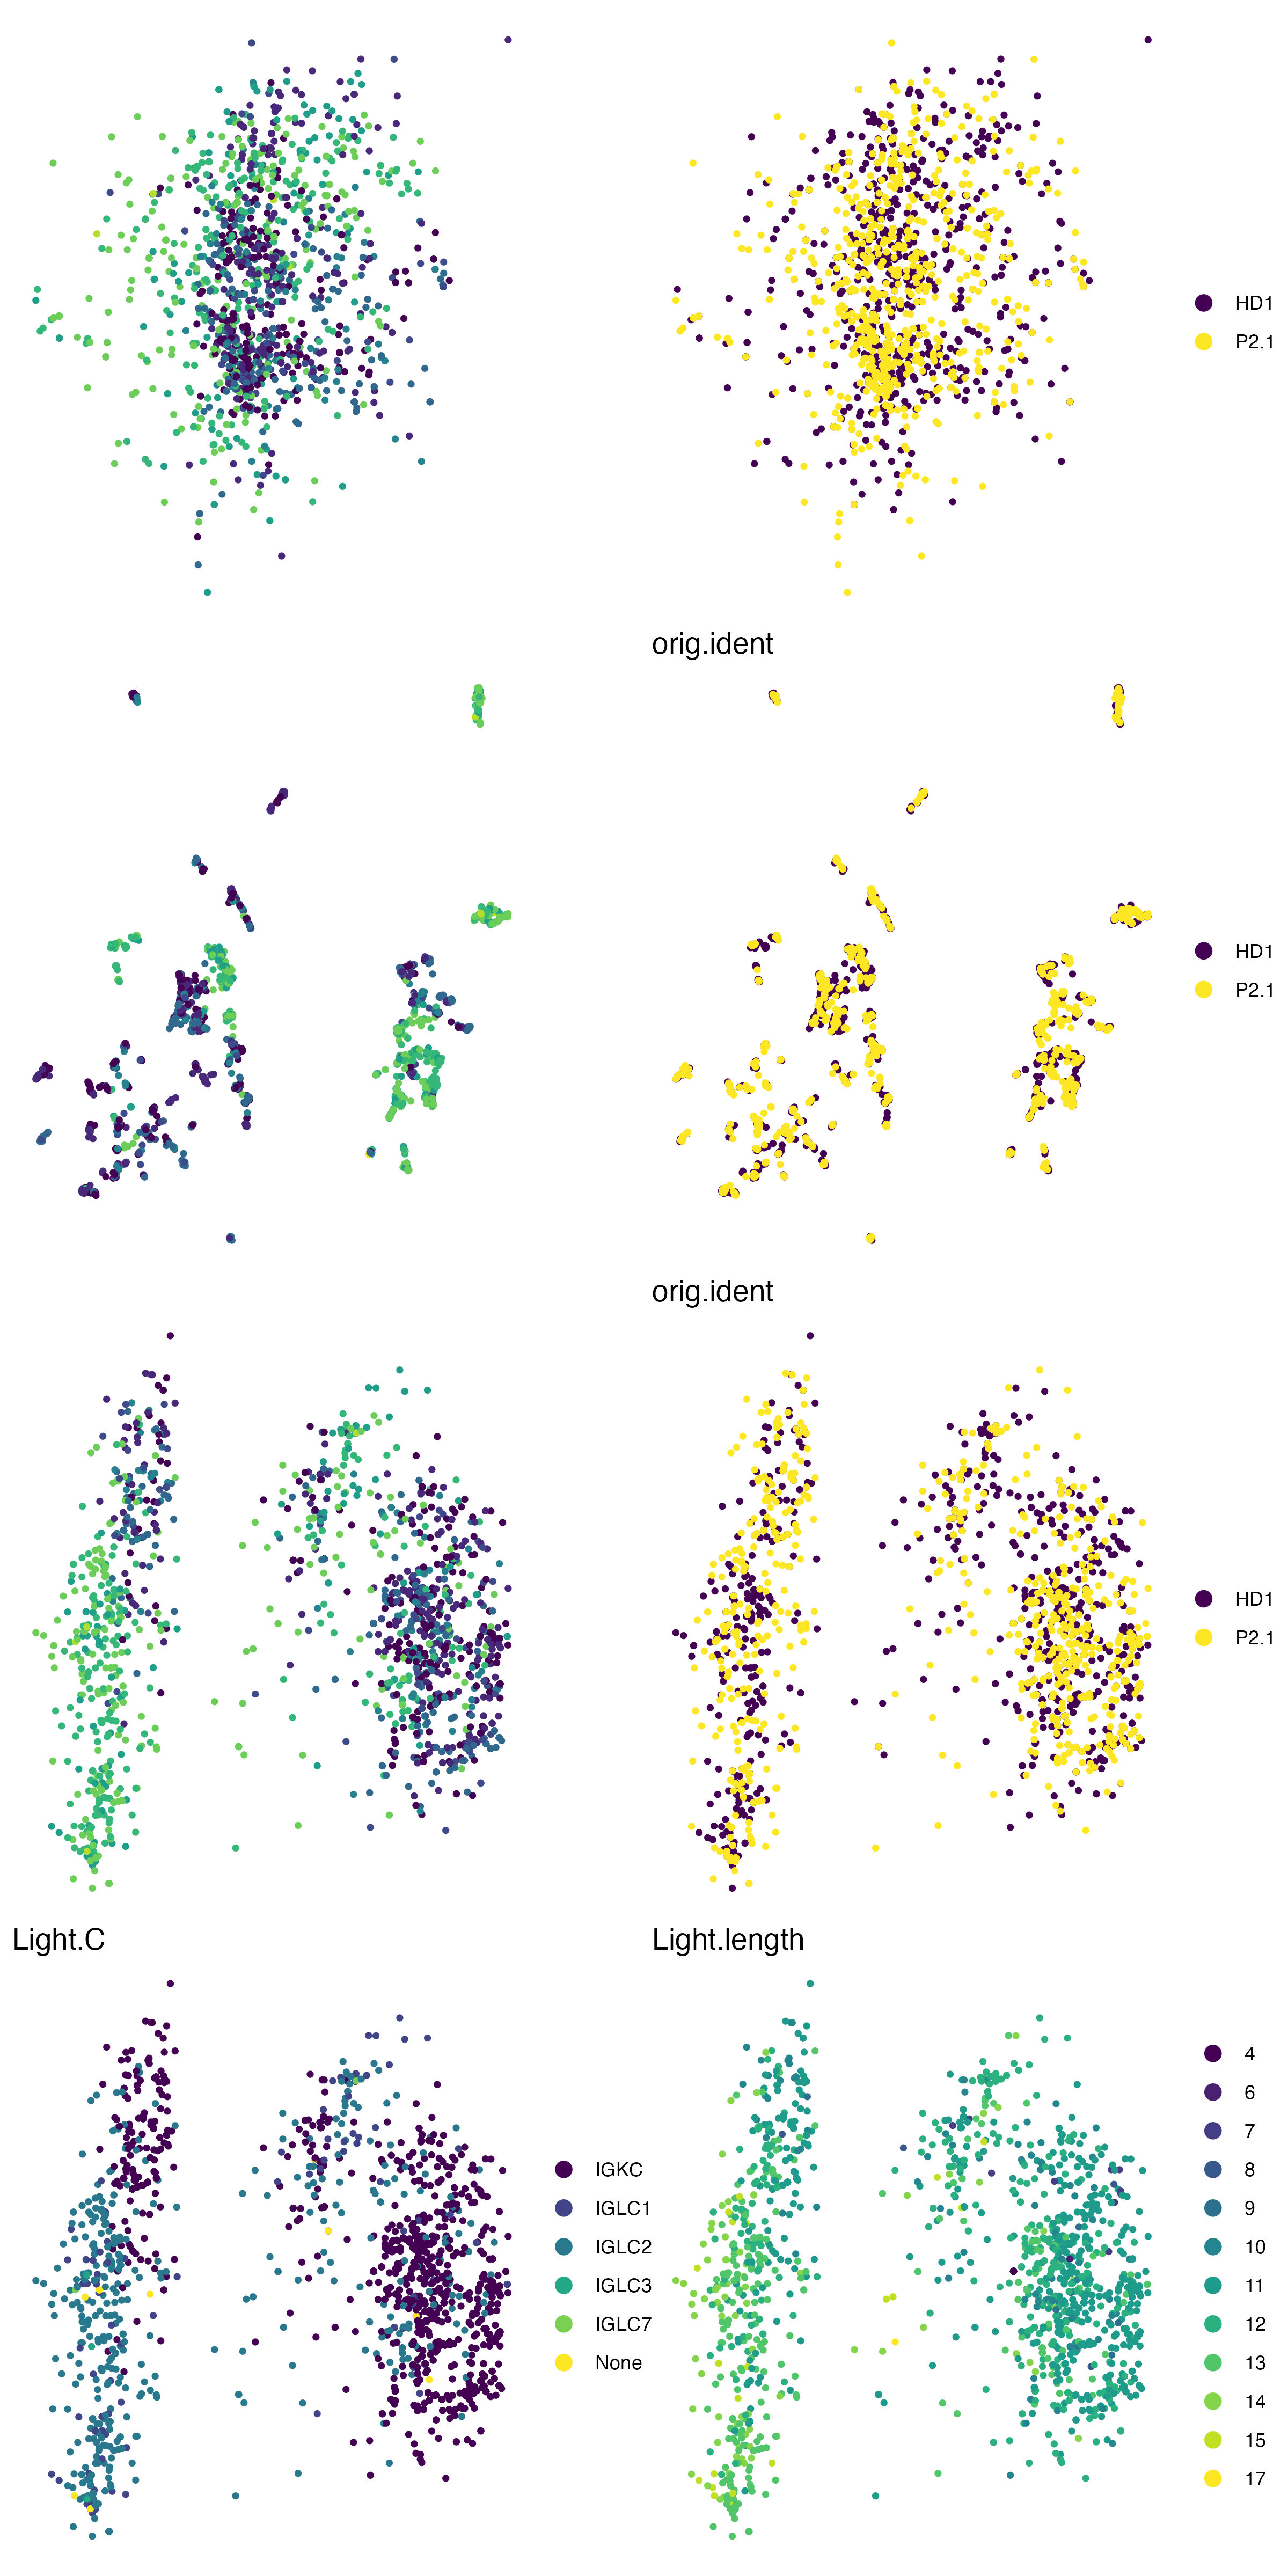 HD1
P2.1
orig.ident
HD1
P2.1
orig.ident
HD1
P2.1
Light.C
Light.length
IGKC
IGLC1
IGLC2
IGLC3
IGLC7
None
4
6
7
8
9
10
11
12
13
14
15
17